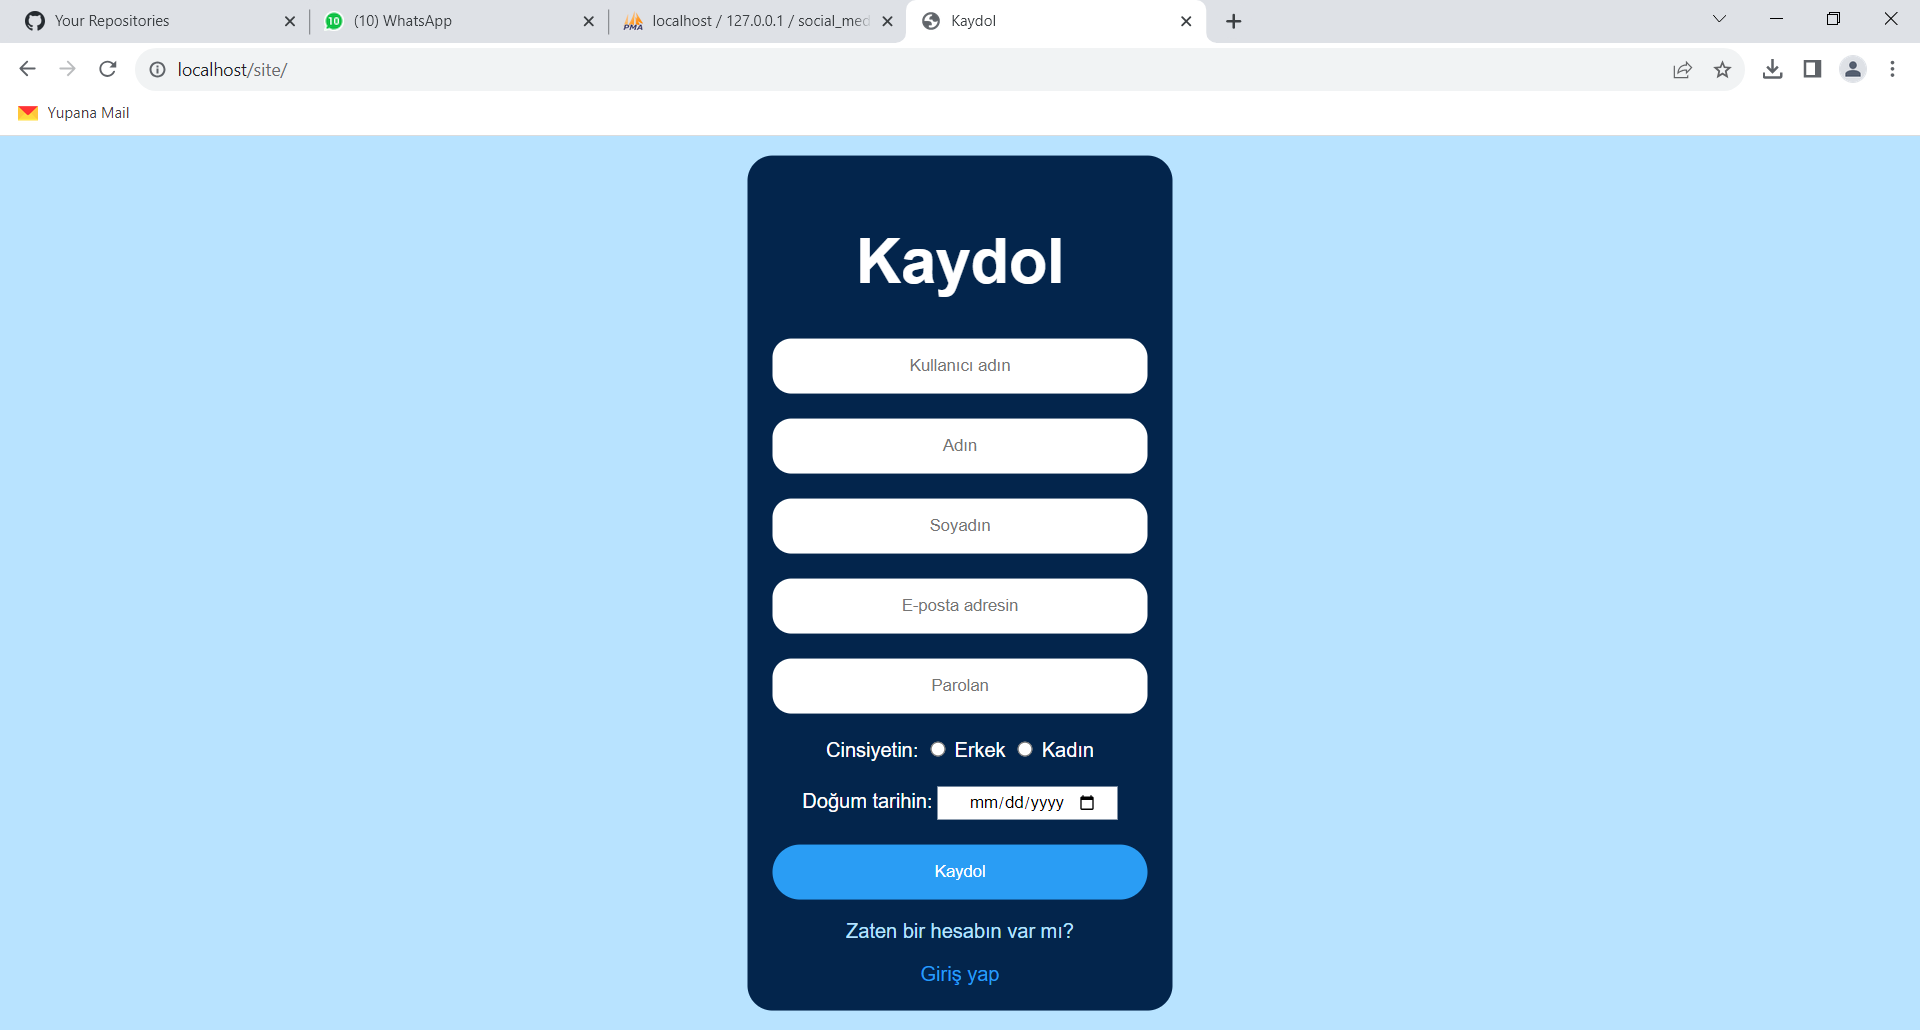 Your Repositories
10 (10) WhatsApp
PMA localhost / 127.0.0.1 / social_med
Kaydol
localhost/site/
Yupana Mail
Kaydol
Kullanıcı adın
Adın
Soyadın
E-posta adresin
Parolan
Cinsiyetin: Erkek Kadın
Doğum tarihin: mm/dd/yyyy
Kaydol
Zaten bir hesabın var mı?
Giriş yap